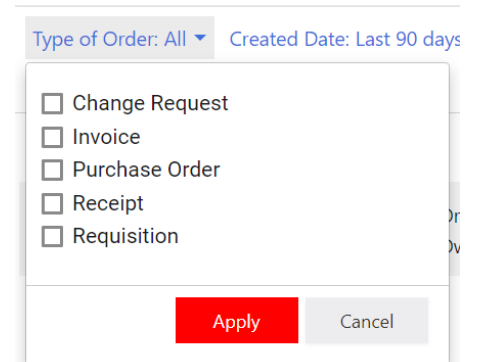 Type of Order: All Created Date: Last 90 days
Change Request
Invoice
Purchase Order
Receipt
Requisition
Apply Cancel